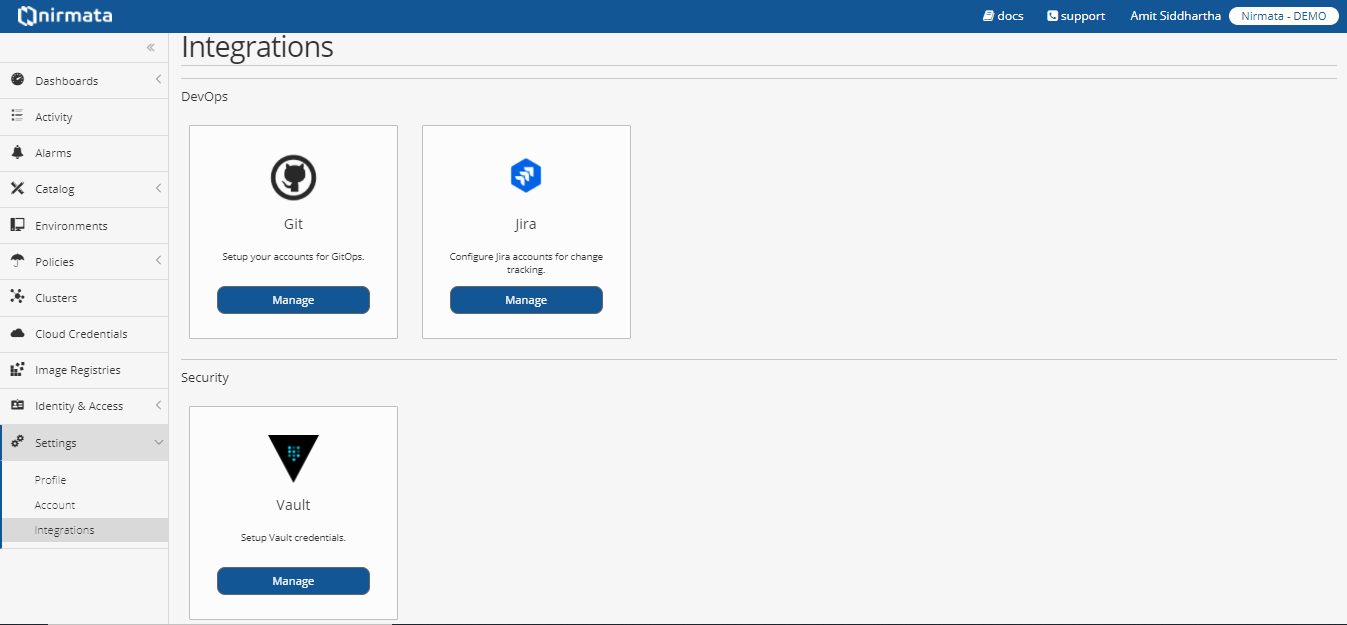 nirmata
docs
support
Amit Siddhartha
Nirmata - DEMO
Integrations
Dashboards
Activity
Alarms
Catalog
Environments
Policies
Clusters
Cloud Credentials
Image Registries
Identity & Access
Settings
Profile
Account
Integrations
DevOps
Git
Setup your accounts for GitOps.
Manage
Jira
Configure Jira accounts for change
tracking.
Manage
Security
Vault
Setup Vault credentials.
Manage